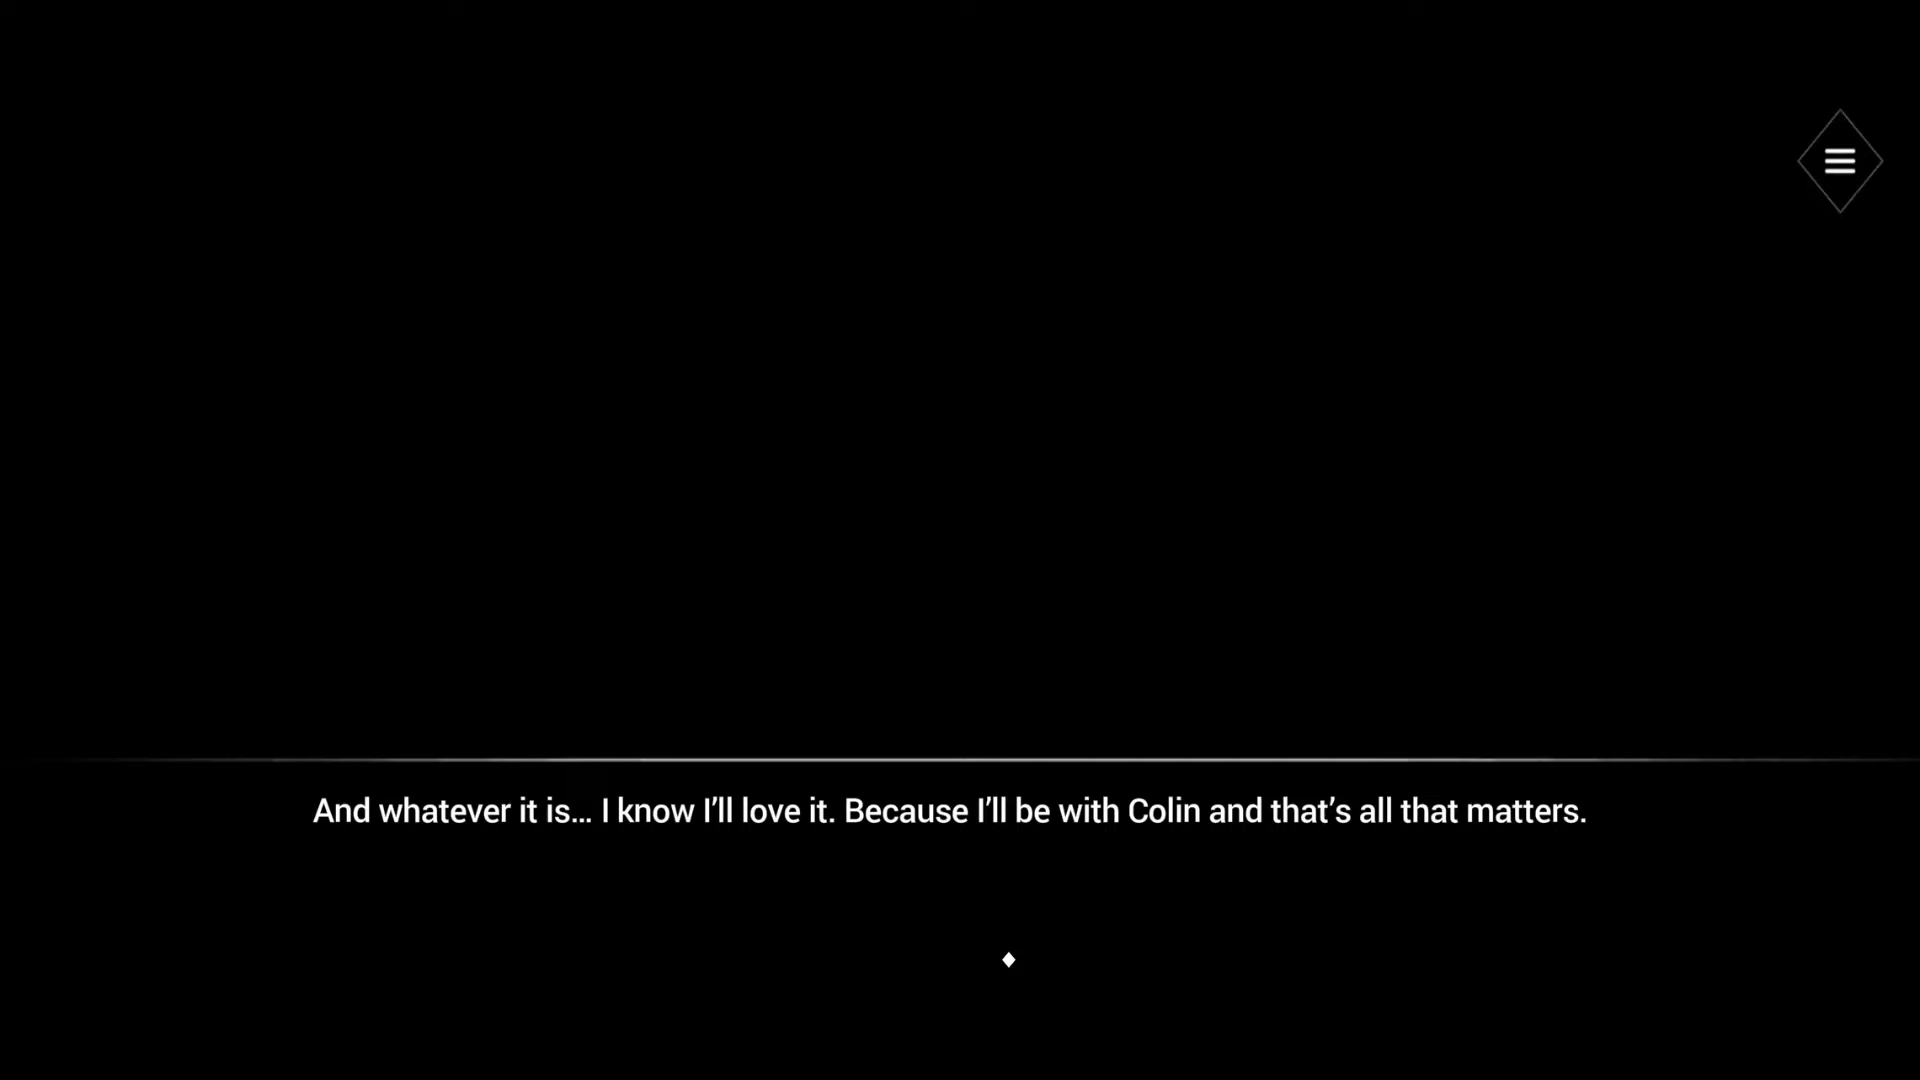 And whatever it is... I know I’ll love it. Because I’ll be with Colin and that’s all that matters.